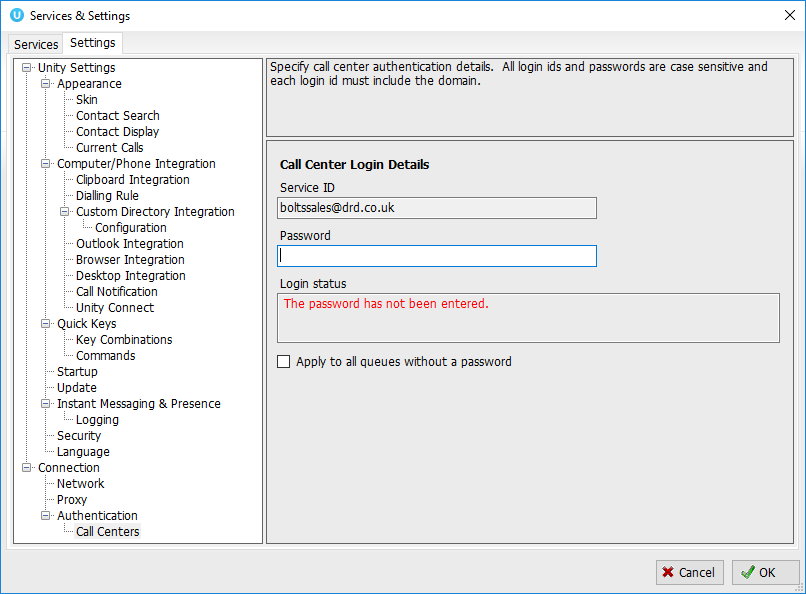 Services & Settings
Services
Settings
Unity Settings
Appearance
Skin
Contact Search
Contact Display
Current Calls
Computer/Phone Integration
Clipboard Integration
Dialling Rule
Custom Directory Integration
Configuration
Outlook Integration
Browser Integration
Desktop Integration
Call Notification
Unity Connect
Quick Keys
Key Combinations
Commands
Startup
Update
Instant Messaging & Presence
Logging
Security
Language
Connection
Network
Proxy
Authentication
Call Centers
Specify call center authentication details.  All login ids and passwords are case sensitive and
each login id must include the domain.
Call Center Login Details
Service ID
boltssales@drd.co.uk
Password
Login status
The password has not been entered.
Apply to all queues without a password
Cancel
OK